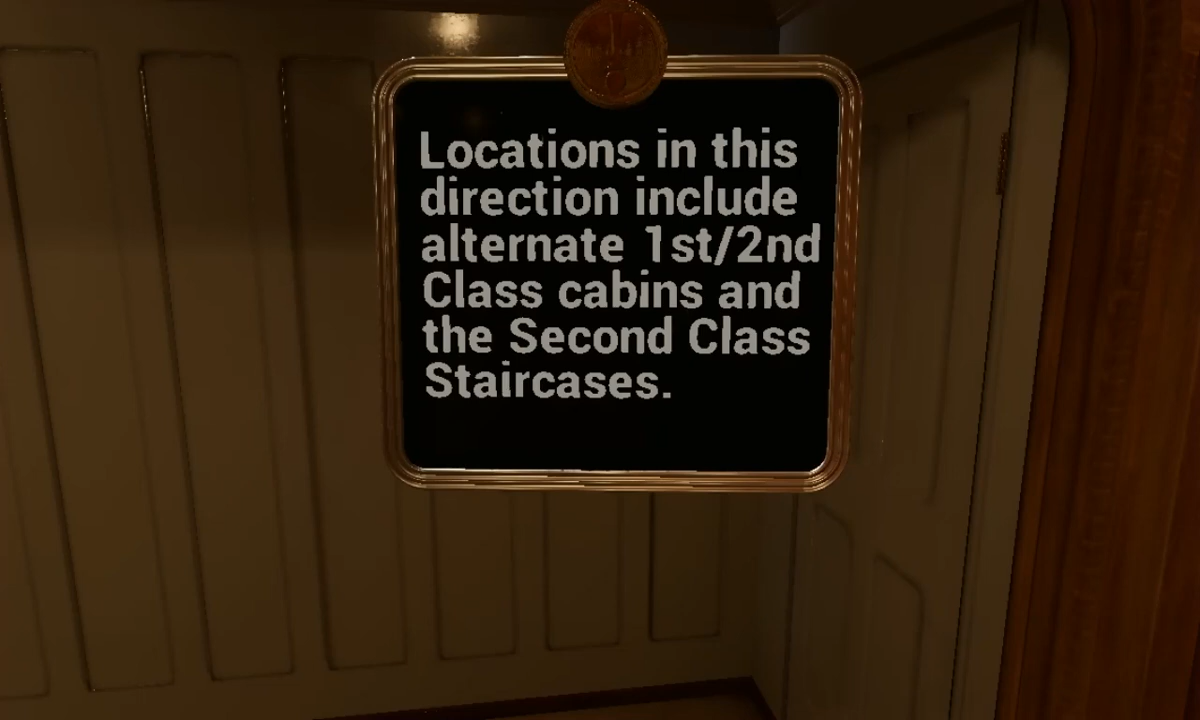 Locations in this
direction include
alternate 1st/2nd
Class cabins and
the Second Class
Staircases.